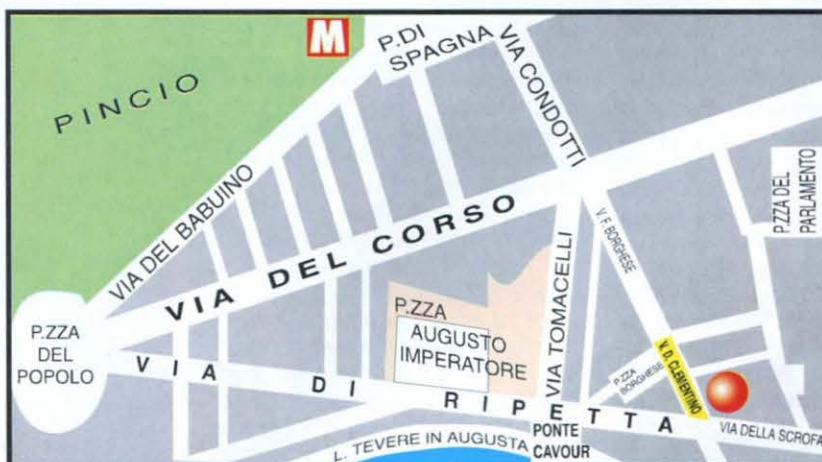 M
P.DI
SPAGNA
VIA CONDOTTI
PINCIO
VIA DEL BABUINO
VIA DEL CORSO
P.ZZA DEL
PARLAMENTO
V. F. BORGHESE
P.ZZA
AUGUSTO
IMPERATORE
VIA TOMACELLI
P.ZZA
DEL
POPOLO
VIA DI RIPETTA
P.ZZA
BORGHESE
V. D. CLEMENTINO
VIA DELLA SCROFA
L. TEVERE IN AUGUSTA
PONTE
CAVOUR